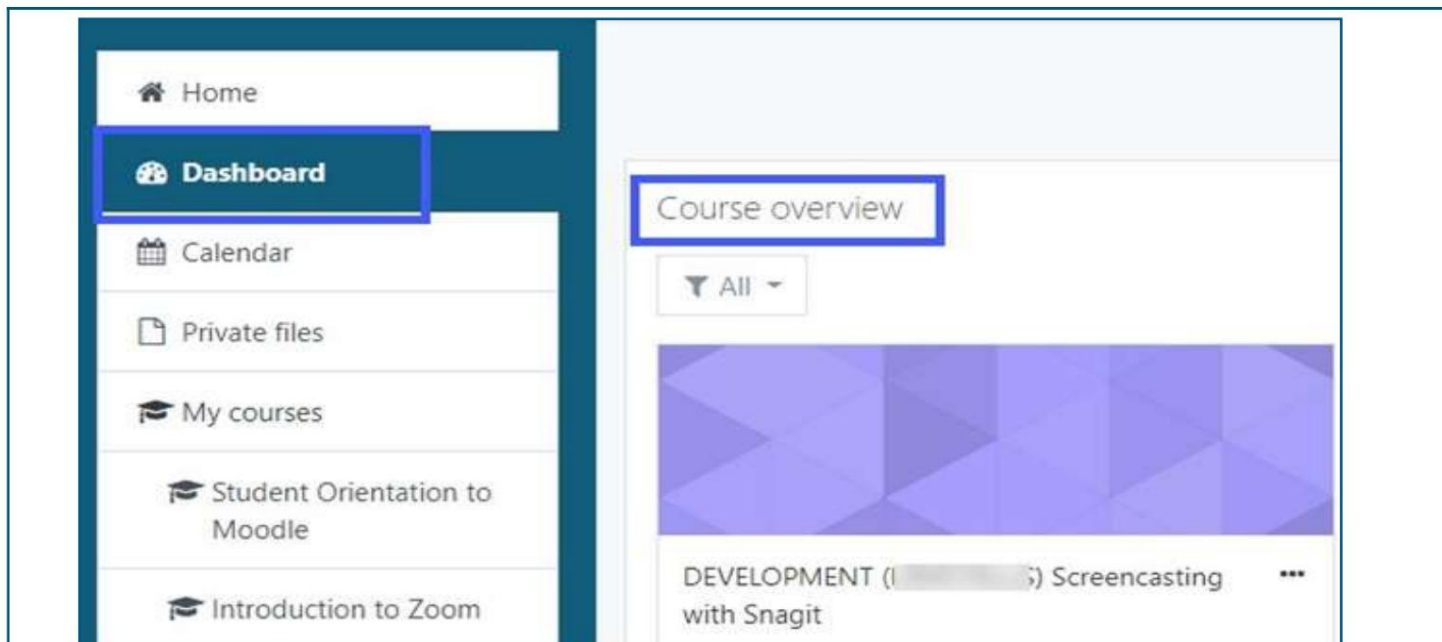 Home
Dashboard
Calendar
Private files
My courses
Student Orientation to
Moodle
Introduction to Zoom
Course overview
All
DEVELOPMENT ( ) Screencasting
with Snagit